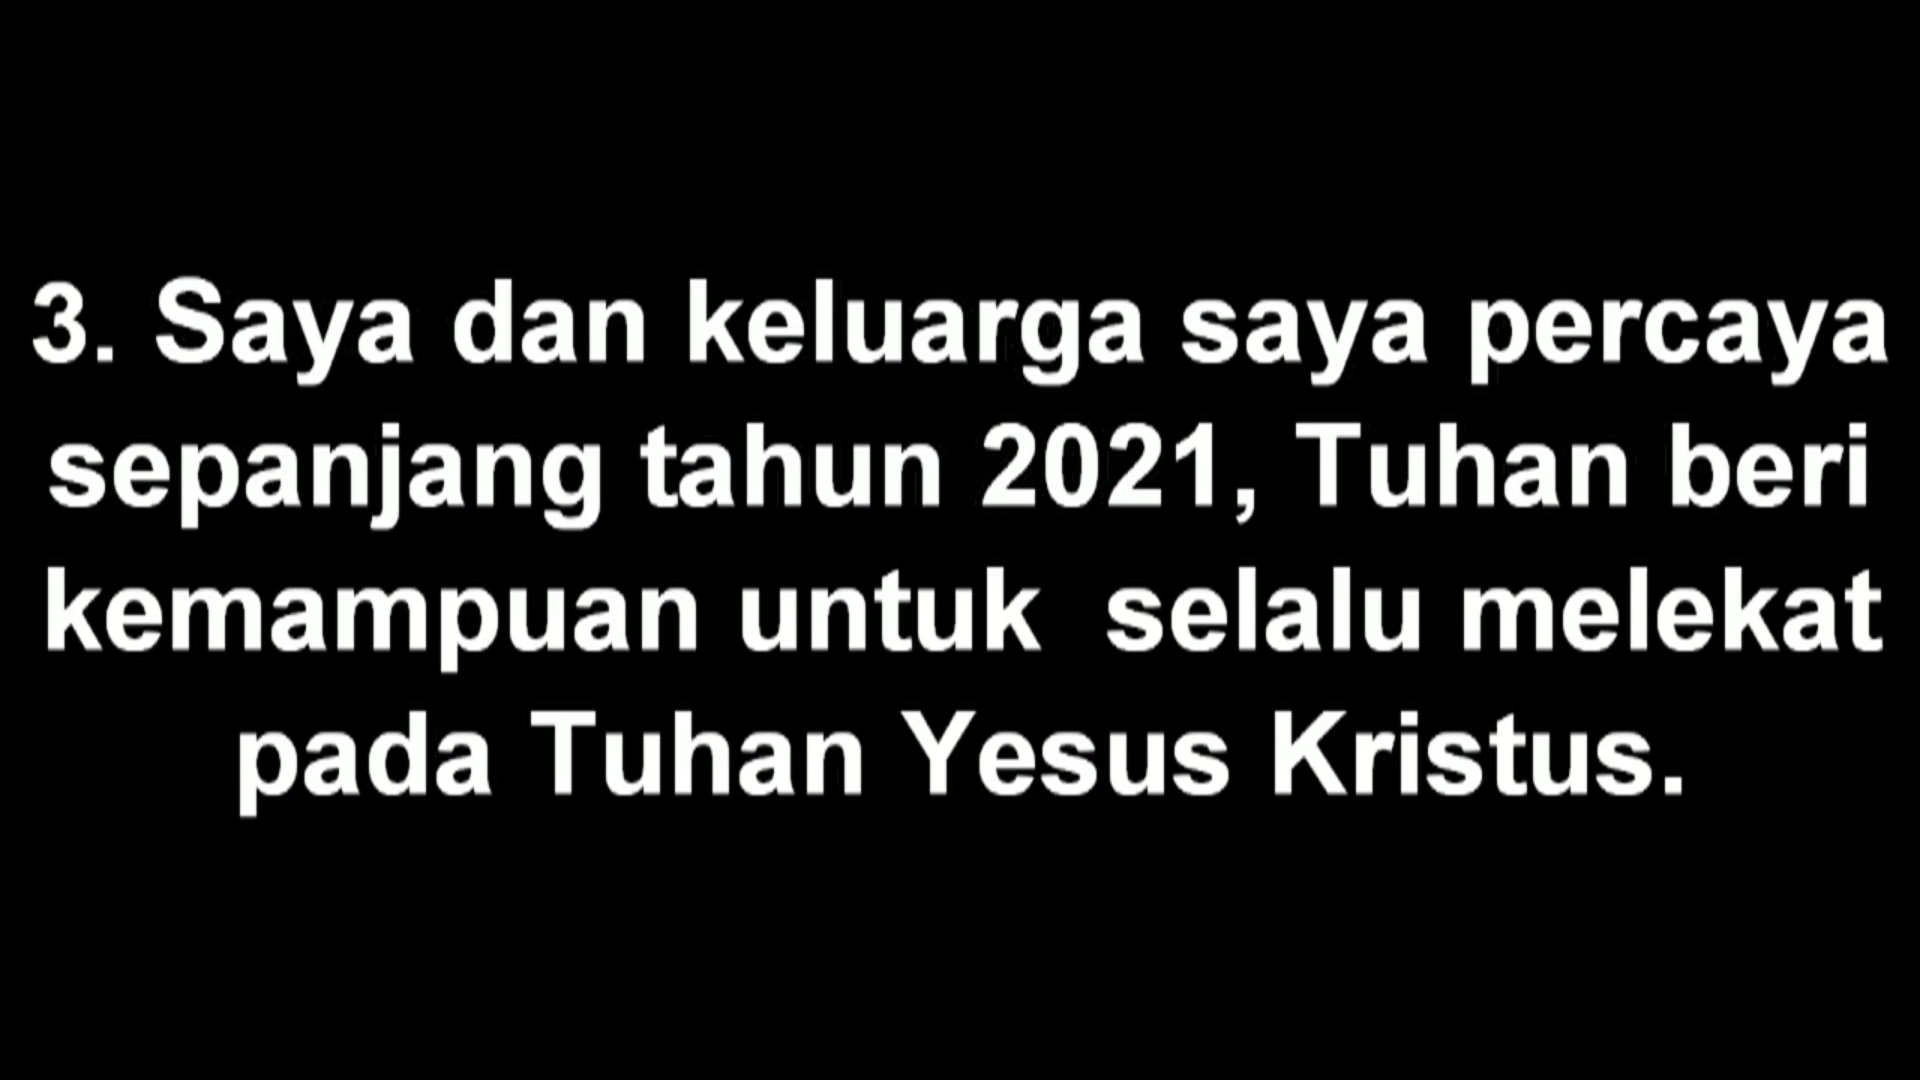 3. Saya dan keluarga saya percaya
sepanjang tahun 2021, Tuhan beri
kemampuan untuk  selalu melekat
pada Tuhan Yesus Kristus.